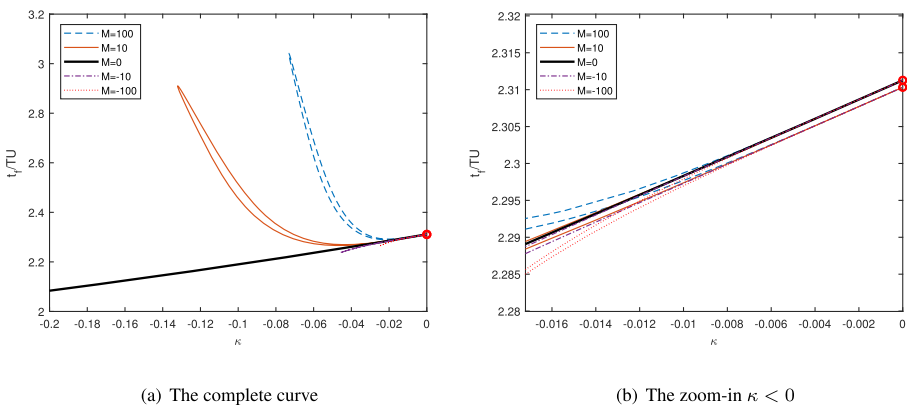 3.2
3
2.8
2.6
2.4
2.2
2
t_f/TU
M=100
M=10
M=0
M=-10
M=-100
-0.2 -0.18 -0.16 -0.14 -0.12 -0.1 -0.08 -0.06 -0.04 -0.02 0
κ
(a) The complete curve
2.32
2.315
2.31
2.305
2.3
2.295
2.29
2.285
2.28
t_f/TU
M=100
M=10
M=0
M=-10
M=-100
-0.016 -0.014 -0.012 -0.01 -0.008 -0.006 -0.004 -0.002 0
κ
(b) The zoom-in κ < 0